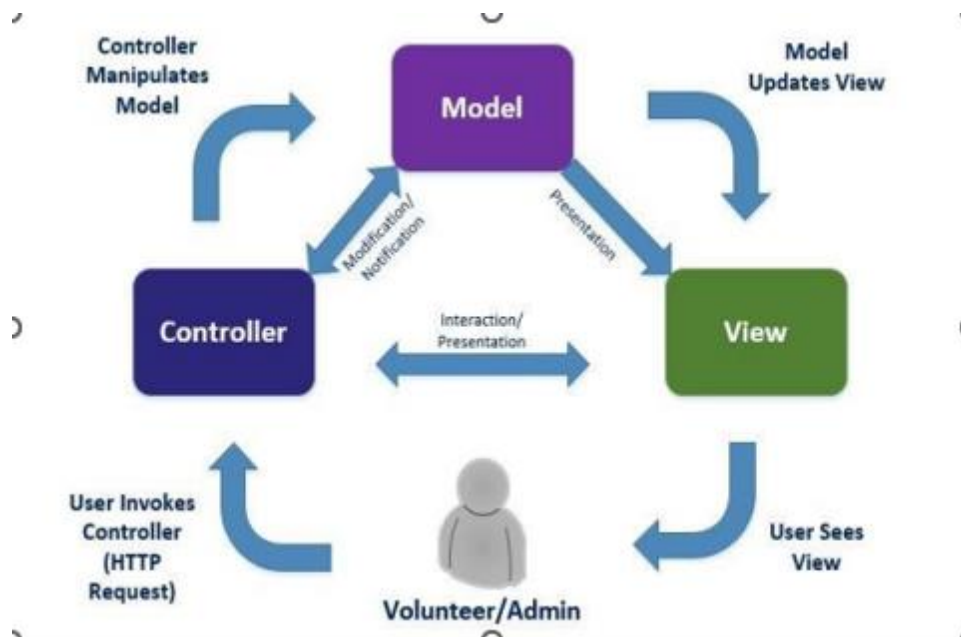 Controller
Manipulates
Model
Model
Model
Updates View
Modification/
Notification
Presentation
Controller
Interaction/
Presentation
View
User Invokes
Controller
(HTTP
Request)
User Sees
View
Volunteer/Admin